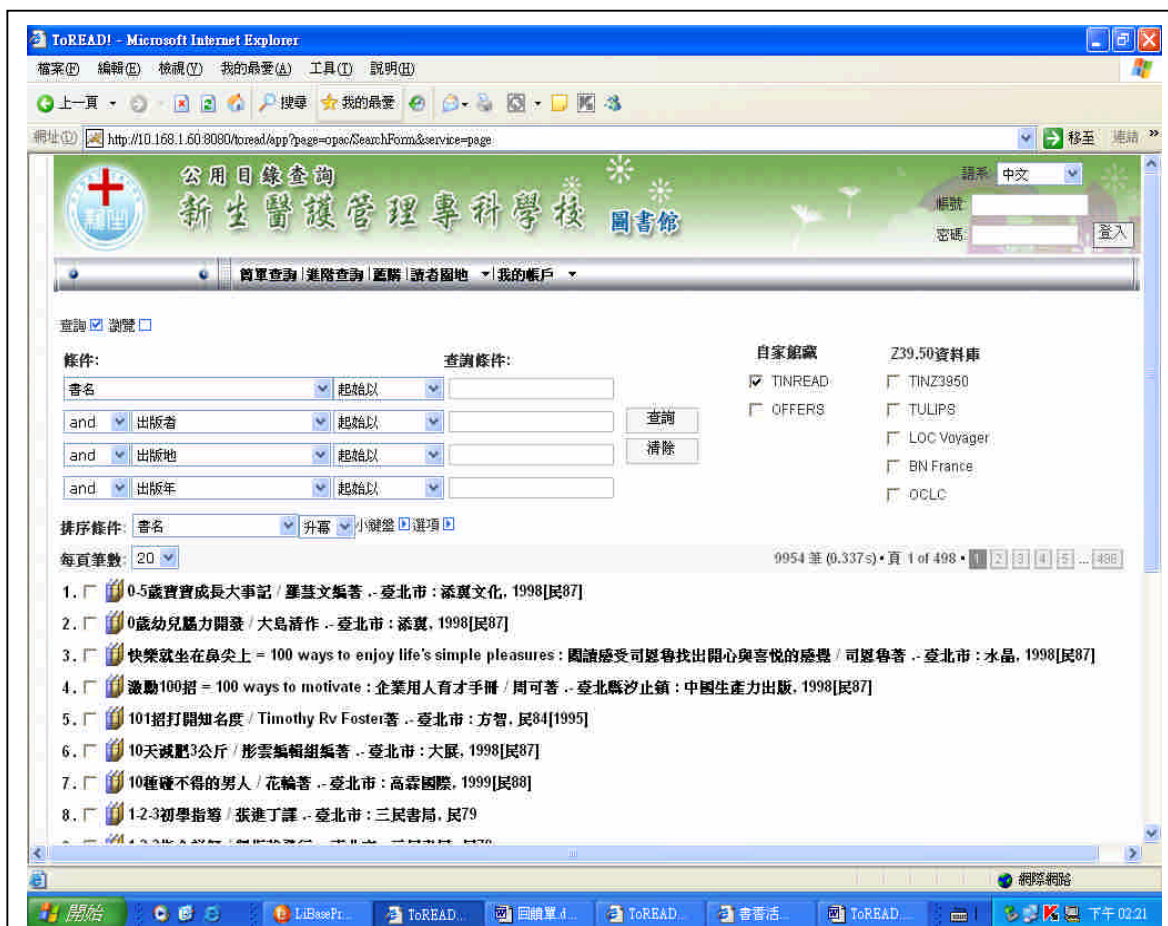 ToREAD! - Microsoft Internet Explorer
檔案(F) 編輯(E) 檢視(V) 我的最愛(A) 工具(T) 說明(H)
上一頁 搜尋 我的最愛
網址(D) http://10.168.1.60:8080/toread/app?page=opac/SearchForm&service=page 移至 連結 »
公用目錄查詢
新生醫護管理專科學校 圖書館
語系: 中文
帳號:
密碼: 登入
簡單查詢 | 進階查詢 | 薦購 | 讀者園地 | 我的帳戶
查詢 瀏覽
條件: 查詢條件: 自家館藏 Z39.50資料庫
書名 起始以 TINREAD TINZ3950
and 出版者 起始以 查詢 OFFERS TULIPS
and 出版地 起始以 清除 LOC Voyager
BN France
and 出版年 起始以 OCLC
排序條件: 書名 升冪 小鍵盤 選項
每頁筆數: 20 9954 筆 (0.337s) • 頁 1 of 498 • 1 2 3 4 5 ... 498
1. 0-5歲寶寶成長大事記 / 羅慧文編著 .- 臺北市 : 添翼文化, 1998[民87]
2. 0歲幼兒腦力開發 / 大島清作 .- 臺北市 : 添翼, 1998[民87]
3. 快樂就坐在鼻尖上 = 100 ways to enjoy life's simple pleasures : 閱讀感受司恩魯找出開心與喜悅的感覺 / 司恩魯著 .- 臺北市 : 水晶, 1998[民87]
4. 激勵100招 = 100 ways to motivate : 企業用人育才手冊 / 周可著 .- 臺北縣汐止鎮 : 中國生產力出版, 1998[民87]
5. 101招打開知名度 / Timothy Rv Foster著 .- 臺北市 : 方智, 民84[1995]
6. 10天減肥3公斤 / 彤雲編輯組編著 .- 臺北市 : 大展, 1998[民87]
7. 10種碰不得的男人 / 花輪著 .- 臺北市 : 高霖國際, 1999[民88]
8. 1-2-3初學指導 / 張進丁譯 .- 臺北市 : 三民書局, 民79
網際網路
開始 LiBasePr... ToREAD... 回饋單.d... ToREAD... 書香活... ToREAD... 下午 02:21